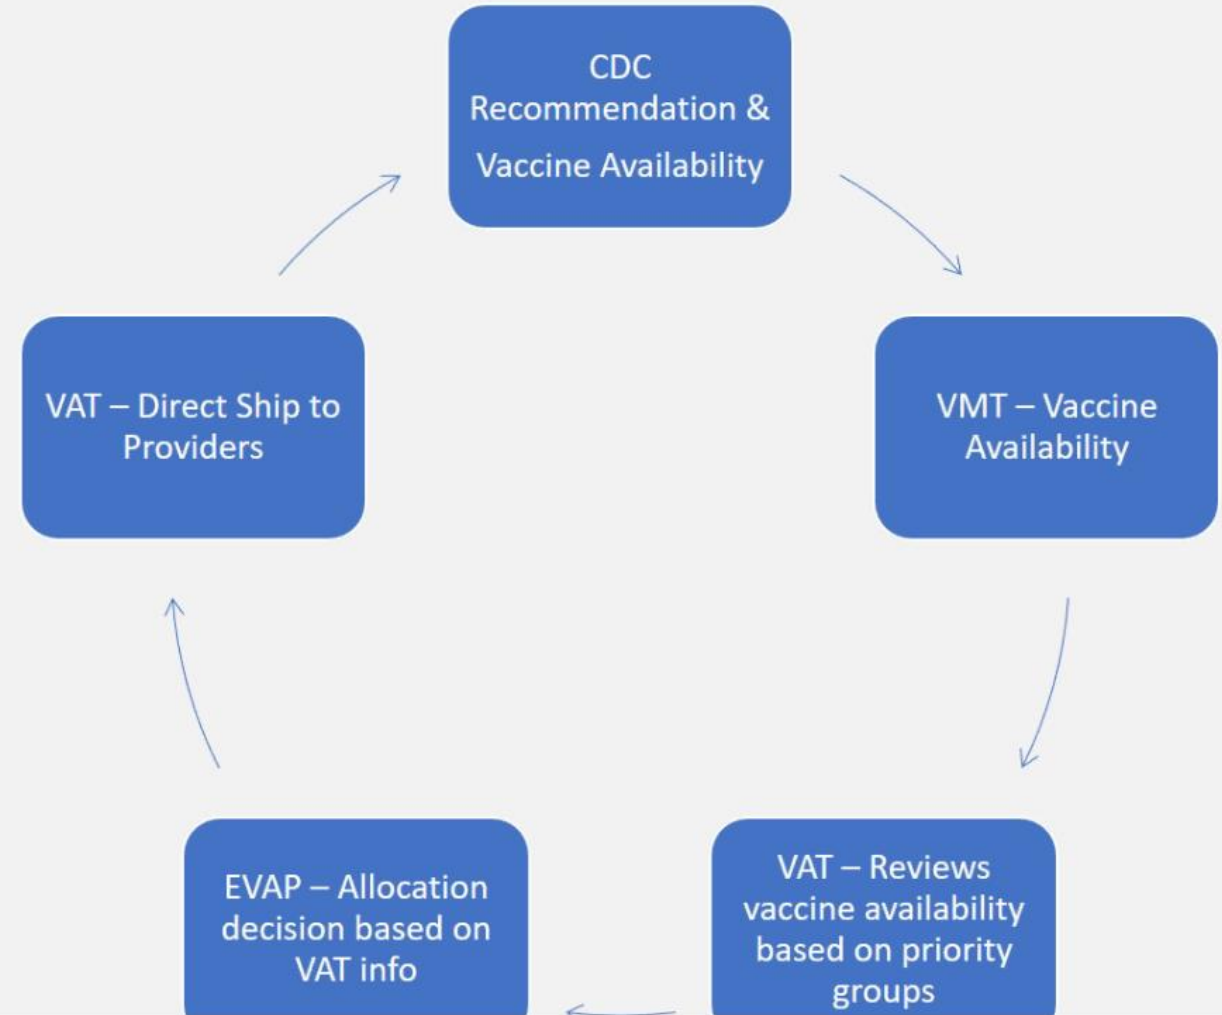 CDC
Recommendation &
Vaccine Availability
VMT – Vaccine
Availability
VAT – Reviews
vaccine availability
based on priority
groups
EVAP – Allocation
decision based on
VAT info
VAT – Direct Ship to
Providers